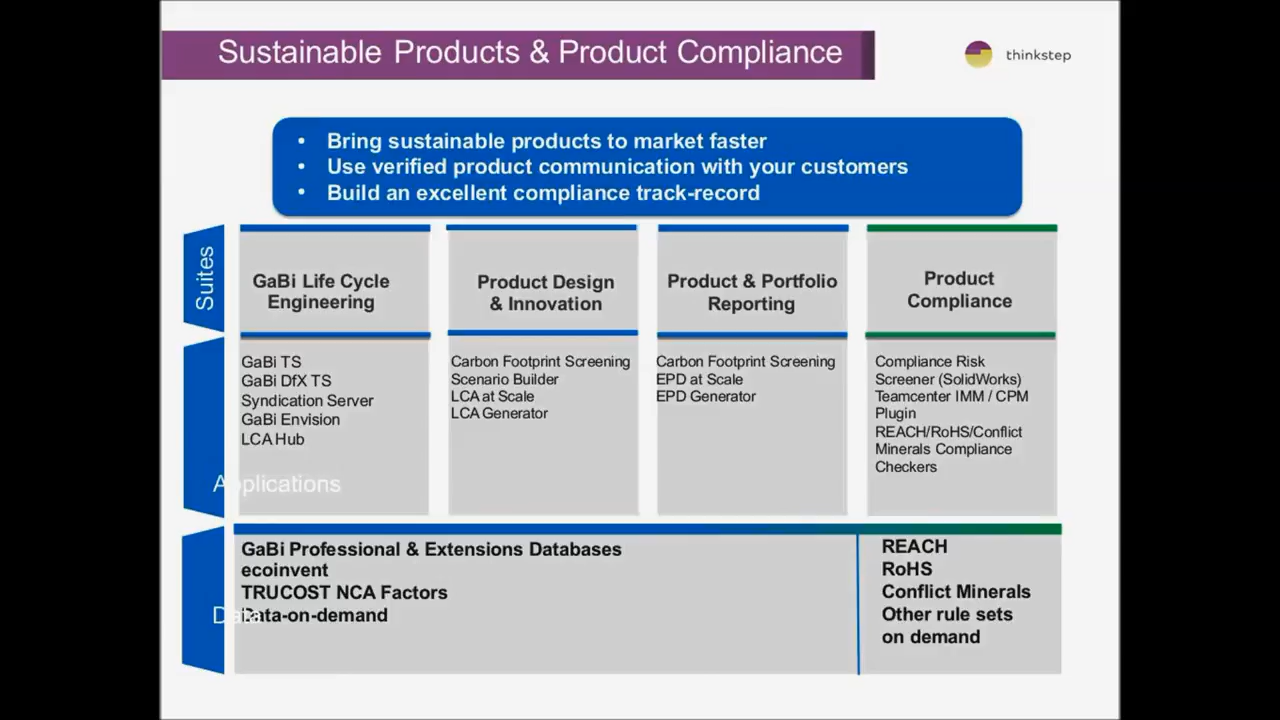 Sustainable Products & Product Compliance
thinkstep
• Bring sustainable products to market faster
• Use verified product communication with your customers
• Build an excellent compliance track-record
Suites
GaBi Life Cycle
Engineering
Product Design
& Innovation
Product & Portfolio
Reporting
Product
Compliance
Applications
GaBi TS
GaBi DfX TS
Syndication Server
GaBi Envision
LCA Hub
Carbon Footprint Screening
Scenario Builder
LCA at Scale
LCA Generator
Carbon Footprint Screening
EPD at Scale
EPD Generator
Compliance Risk
Screener (SolidWorks)
Teamcenter IMM / CPM
Plugin
REACH/RoHS/Conflict
Minerals Compliance
Checkers
Data
GaBi Professional & Extensions Databases
ecoinvent
TRUCOST NCA Factors
Data-on-demand
REACH
RoHS
Conflict Minerals
Other rule sets
on demand